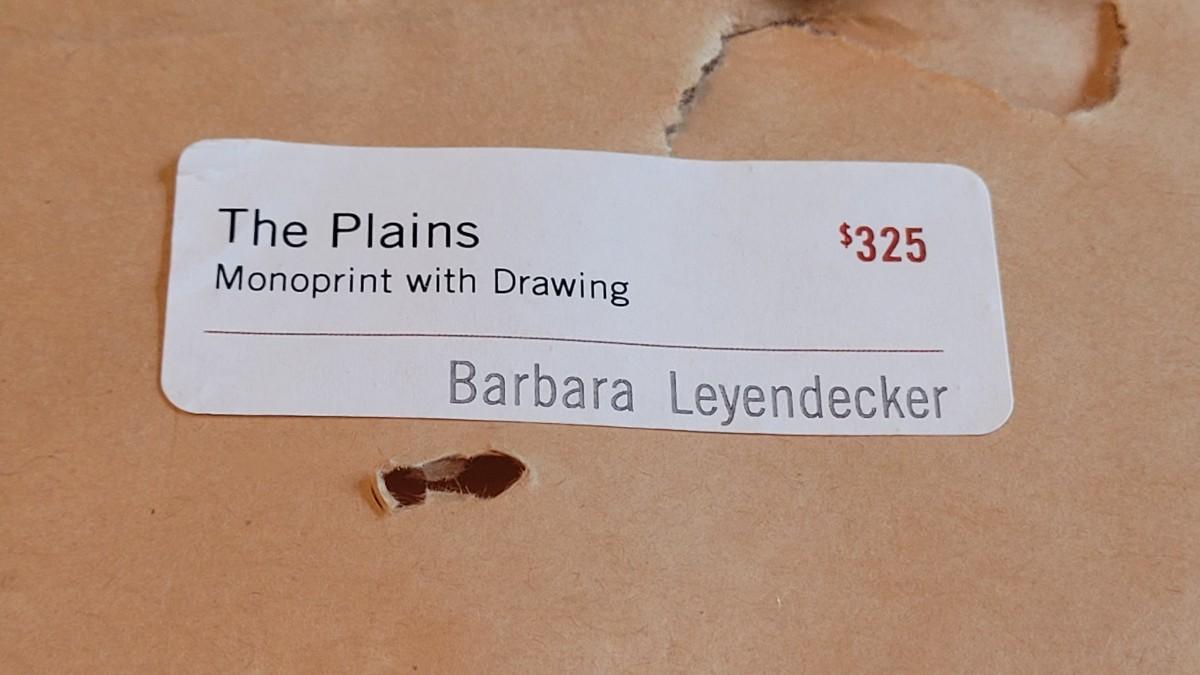 The Plains
$325
Monoprint with Drawing
Barbara Leyendecker